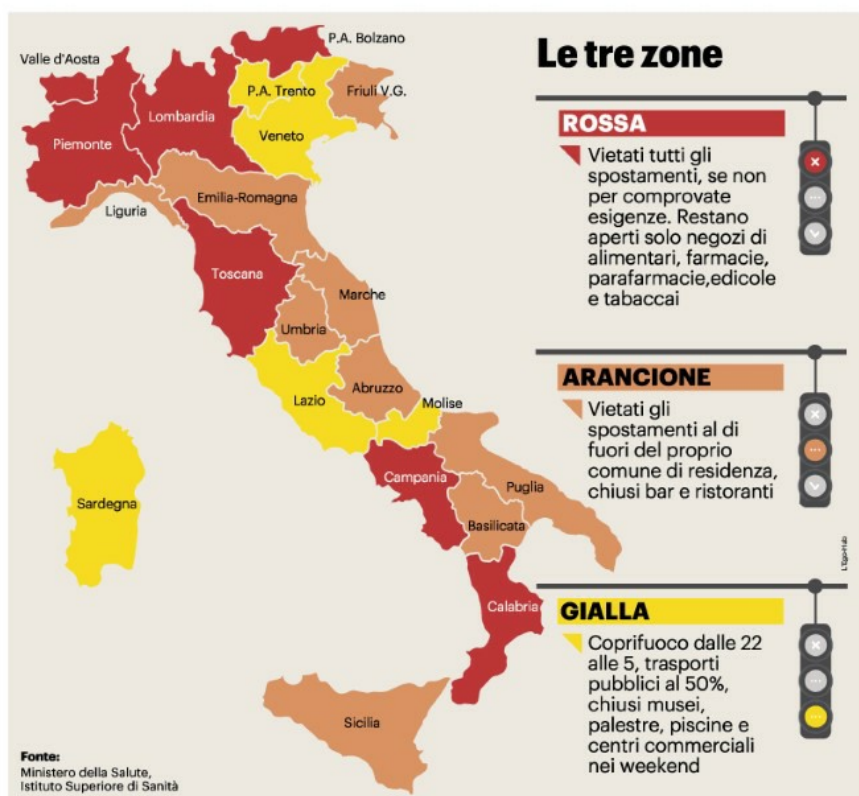 Le tre zone
P.A. Bolzano
Valle d'Aosta
P.A. Trento
Friuli V.G.
Lombardia
Veneto
Piemonte
Emilia-Romagna
Liguria
Toscana
Marche
Umbria
Abruzzo
Lazio
Molise
Campania
Puglia
Sardegna
Basilicata
Calabria
Sicilia
ROSSA
Vietati tutti gli
spostamenti, se non
per comprovate
esigenze. Restano
aperti solo negozi di
alimentari, farmacie,
parafarmacie,edicole
e tabaccai
ARANCIONE
Vietati gli
spostamenti al di
fuori del proprio
comune di residenza,
chiusi bar e ristoranti
L'Ego-Hub
GIALLA
Coprifuoco dalle 22
alle 5, trasporti
pubblici al 50%,
chiusi musei,
palestre, piscine e
centri commerciali
nei weekend
Fonte:
Ministero della Salute,
Istituto Superiore di Sanità